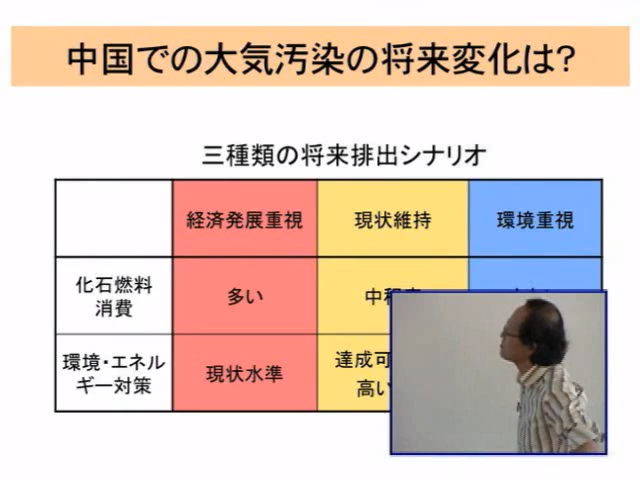 中国での大気汚染の将来変化は?
三種類の将来排出シナリオ
経済発展重視 現状維持 環境重視
化石燃料
消費
多い
環境・エネル
ギー対策
現状水準
達成可
高い